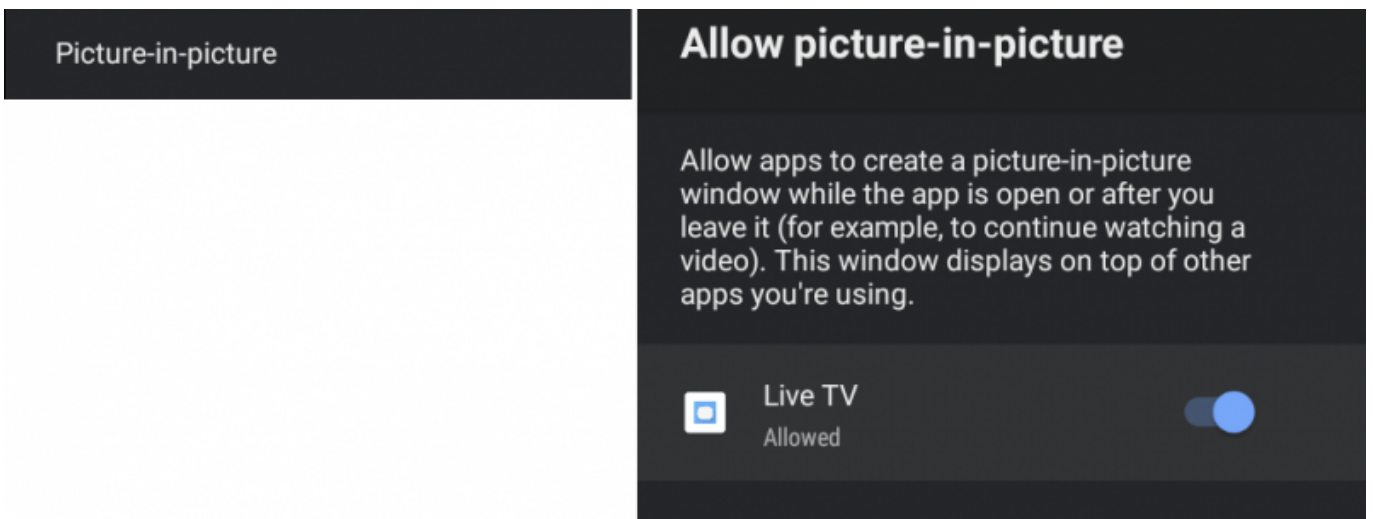 Picture-in-picture
Allow picture-in-picture
Allow apps to create a picture-in-picture
window while the app is open or after you
leave it (for example, to continue watching a
video). This window displays on top of other
apps you're using.
Live TV
Allowed